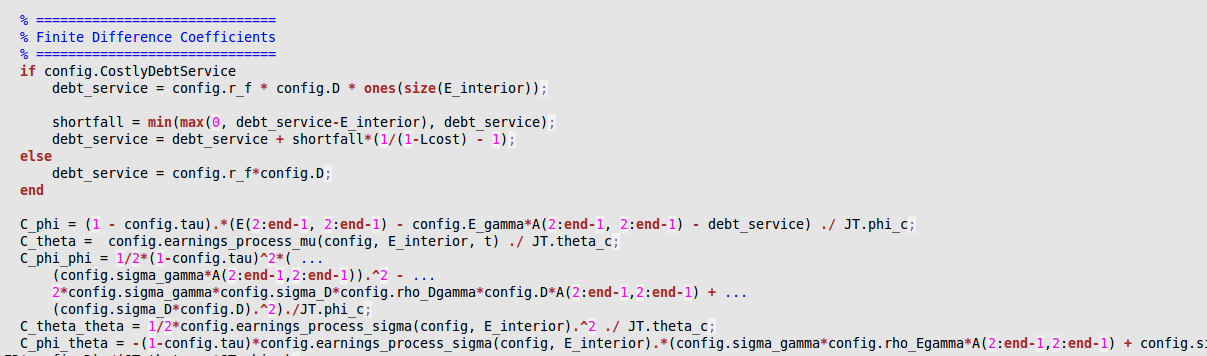 % ==============================
% Finite Difference Coefficients
% ==============================
if config.CostlyDebtService
debt_service = config.r_f * config.D * ones(size(E_interior));
shortfall = min(max(0, debt_service-E_interior), debt_service);
debt_service = debt_service + shortfall*(1/(1-Lcost) - 1);
else
debt_service = config.r_f*config.D;
end
C_phi = (1 - config.tau).*(E(2:end-1, 2:end-1) - config.E_gamma*A(2:end-1, 2:end-1) - debt_service) ./ JT.phi_c;
C_theta =  config.earnings_process_mu(config, E_interior, t) ./ JT.theta_c;
C_phi_phi = 1/2*(1-config.tau)^2*( ...
(config.sigma_gamma*A(2:end-1,2:end-1)).^2 - ...
2*config.sigma_gamma*config.sigma_D*config.rho_Dgamma*config.D*A(2:end-1,2:end-1) + ...
(config.sigma_D*config.D).^2)./JT.phi_c;
C_theta_theta = 1/2*config.earnings_process_sigma(config, E_interior).^2 ./ JT.theta_c;
C_phi_theta = -(1-config.tau)*config.earnings_process_sigma(config, E_interior).*(config.sigma_gamma*config.rho_Egamma*A(2:end-1,2:end-1) + config.si